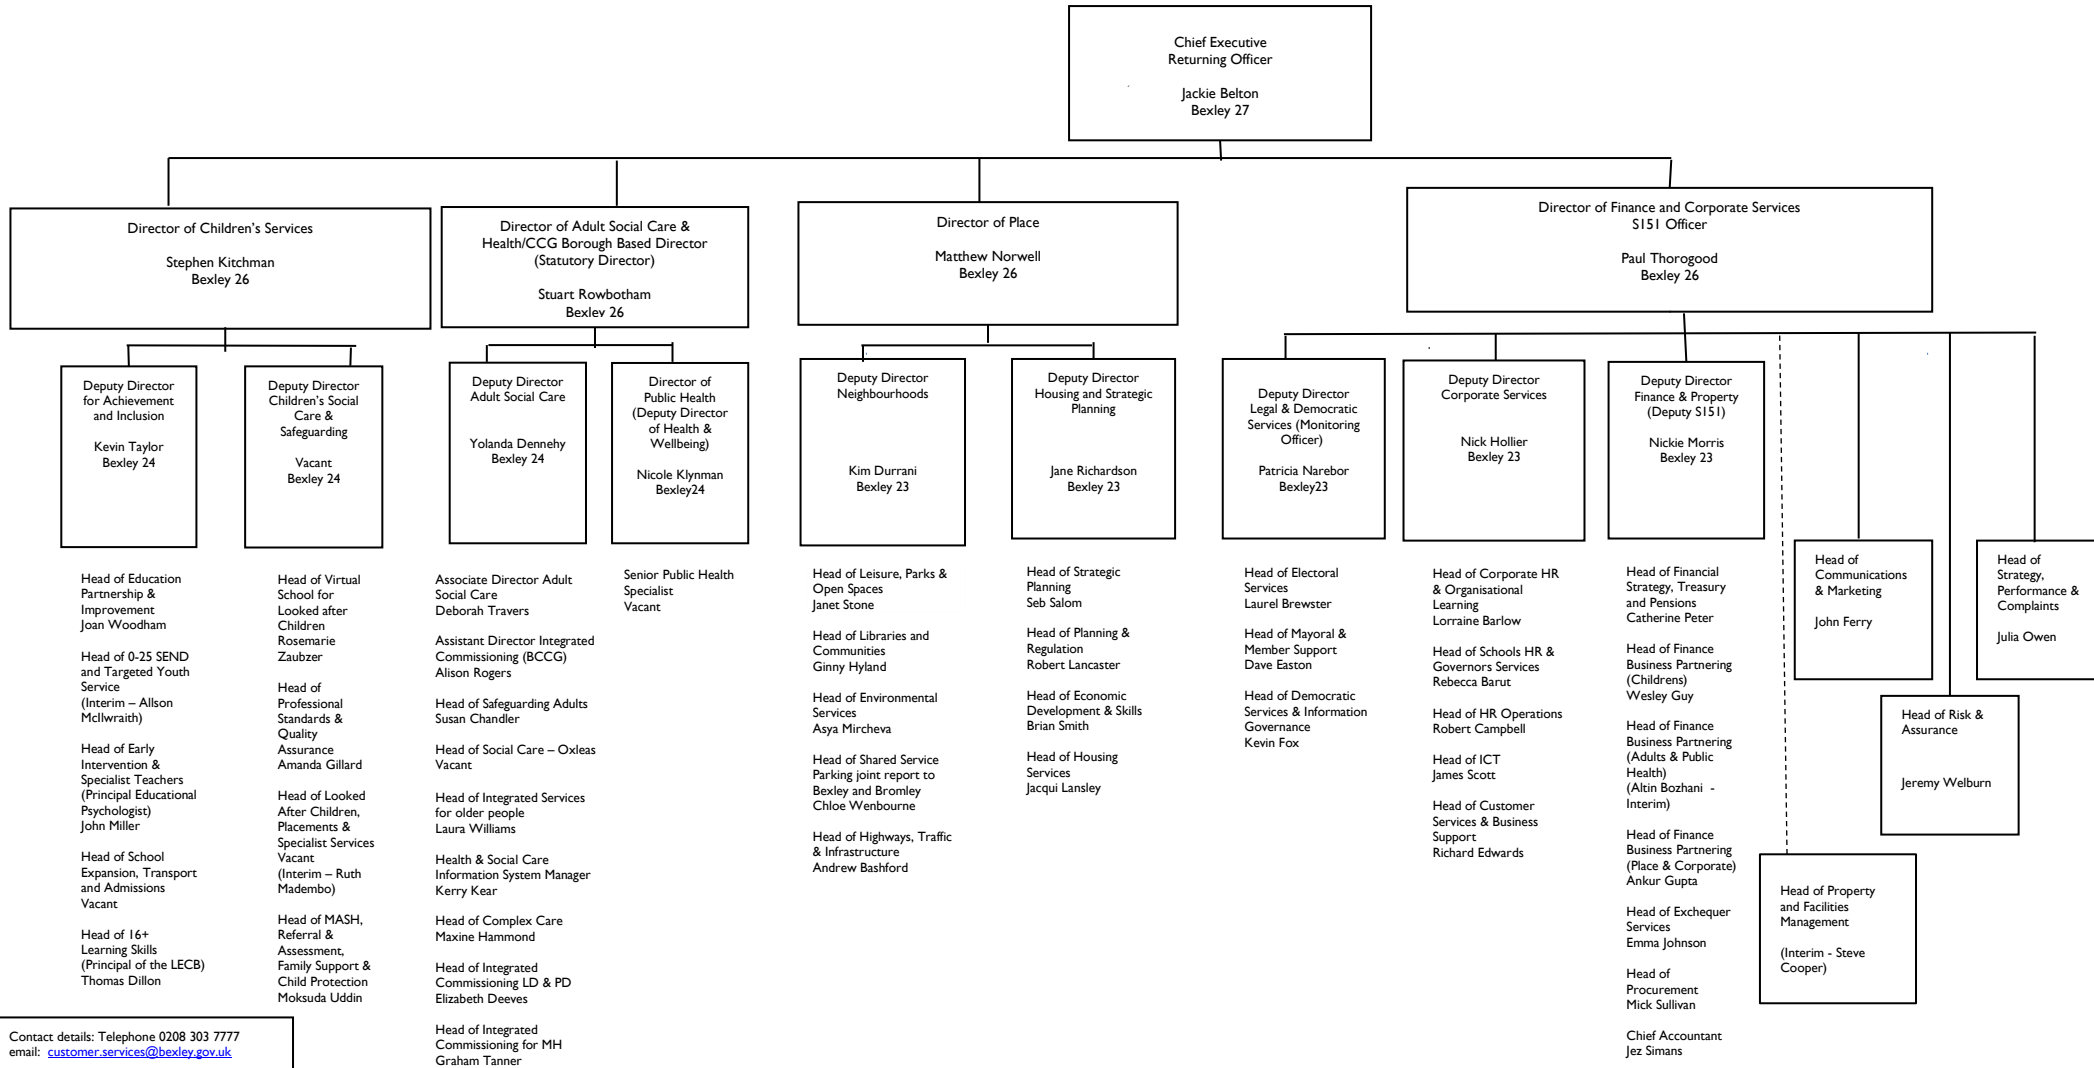 Chief Executive
Returning Officer
Jackie Belton
Bexley 27
Director of Children's Services
Stephen Kitchman
Bexley 26
Director of Adult Social Care &
Health/CCG Borough Based Director
(Statutory Director)
Stuart Rowbotham
Bexley 26
Director of Place
Matthew Norwell
Bexley 26
Director of Finance and Corporate Services
S151 Officer
Paul Thorogood
Bexley 26
Deputy Director
for Achievement
and Inclusion
Kevin Taylor
Bexley 24
Deputy Director
Children's Social
Care &
Safeguarding
Vacant
Bexley 24
Deputy Director
Adult Social Care
Yolanda Dennehy
Bexley 24
Director of
Public Health
(Deputy Director
of Health &
Wellbeing)
Nicole Klynman
Bexley24
Deputy Director
Neighbourhoods
Kim Durrani
Bexley 23
Deputy Director
Housing and Strategic
Planning
Jane Richardson
Bexley 23
Deputy Director
Legal & Democratic
Services (Monitoring
Officer)
Patricia Narebor
Bexley23
Deputy Director
Corporate Services
Nick Hollier
Bexley 23
Deputy Director
Finance & Property
(Deputy S151)
Nickie Morris
Bexley 23
Head of Education
Partnership &
Improvement
Joan Woodham
Head of 0-25 SEND
and Targeted Youth
Service
(Interim – Allson
McIlwraith)
Head of Early
Intervention &
Specialist Teachers
(Principal Educational
Psychologist)
John Miller
Head of School
Expansion, Transport
and Admissions
Vacant
Head of 16+
Learning Skills
(Principal of the LECB)
Thomas Dillon
Head of Virtual
School for
Looked after
Children
Rosemarie
Zaubzer
Head of
Professional
Standards &
Quality
Assurance
Amanda Gillard
Head of Looked
After Children,
Placements &
Specialist Services
Vacant
(Interim – Ruth
Madembo)
Head of MASH,
Referral &
Assessment,
Family Support &
Child Protection
Moksuda Uddin
Associate Director Adult
Social Care
Deborah Travers
Assistant Director Integrated
Commissioning (BCCG)
Alison Rogers
Head of Safeguarding Adults
Susan Chandler
Head of Social Care – Oxleas
Vacant
Head of Integrated Services
for older people
Laura Williams
Health & Social Care
Information System Manager
Kerry Kear
Head of Complex Care
Maxine Hammond
Head of Integrated
Commissioning LD & PD
Elizabeth Deeves
Head of Integrated
Commissioning for MH
Graham Tanner
Senior Public Health
Specialist
Vacant
Head of Leisure, Parks &
Open Spaces
Janet Stone
Head of Libraries and
Communities
Ginny Hyland
Head of Environmental
Services
Asya Mircheva
Head of Shared Service
Parking joint report to
Bexley and Bromley
Chloe Wenbourne
Head of Highways, Traffic
& Infrastructure
Andrew Bashford
Head of Strategic
Planning
Seb Salom
Head of Planning &
Regulation
Robert Lancaster
Head of Economic
Development & Skills
Brian Smith
Head of Housing
Services
Jacqui Lansley
Head of Electoral
Services
Laurel Brewster
Head of Mayoral &
Member Support
Dave Easton
Head of Democratic
Services & Information
Governance
Kevin Fox
Head of Corporate HR
& Organisational
Learning
Lorraine Barlow
Head of Schools HR &
Governors Services
Rebecca Barut
Head of HR Operations
Robert Campbell
Head of ICT
James Scott
Head of Customer
Services & Business
Support
Richard Edwards
Head of Financial
Strategy, Treasury
and Pensions
Catherine Peter
Head of Finance
Business Partnering
(Childrens)
Wesley Guy
Head of Finance
Business Partnering
(Adults & Public
Health)
(Altin Bozhani -
Interim)
Head of Finance
Business Partnering
(Place & Corporate)
Ankur Gupta
Head of Exchequer
Services
Emma Johnson
Head of
Procurement
Mick Sullivan
Chief Accountant
Jez Simans
Head of
Communications
& Marketing
John Ferry
Head of
Strategy,
Performance &
Complaints
Julia Owen
Head of Risk &
Assurance
Jeremy Welburn
Head of Property
and Facilities
Management
(Interim - Steve
Cooper)
Contact details: Telephone 0208 303 7777
email: customer.services@bexley.gov.uk